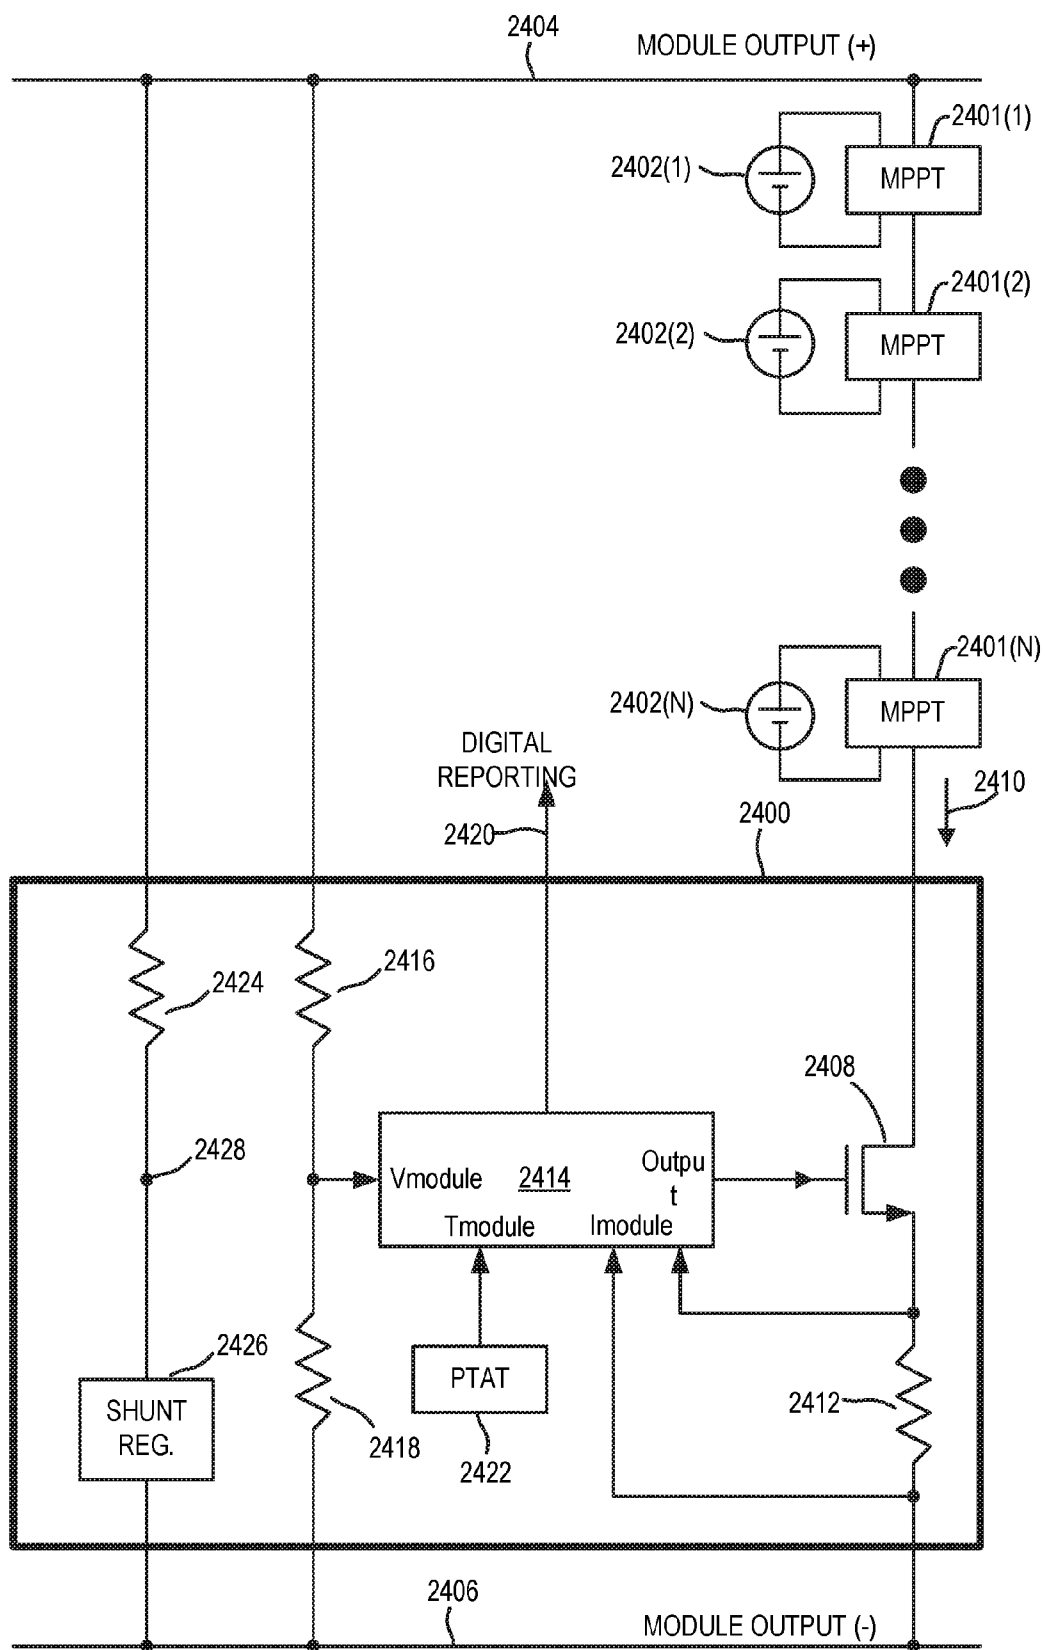 2404
MODULE OUTPUT (+)
2401(1)
2402(1)
MPPT
2401(2)
2402(2)
MPPT
2401(N)
2402(N)
MPPT
DIGITAL
REPORTING
2410
2420
2400
2424
2416
2408
2428
Vmodule
2414
Outpu
t
Tmodule
Imodule
2426
SHUNT
REG.
PTAT
2412
2418
2422
2406
MODULE OUTPUT (-)